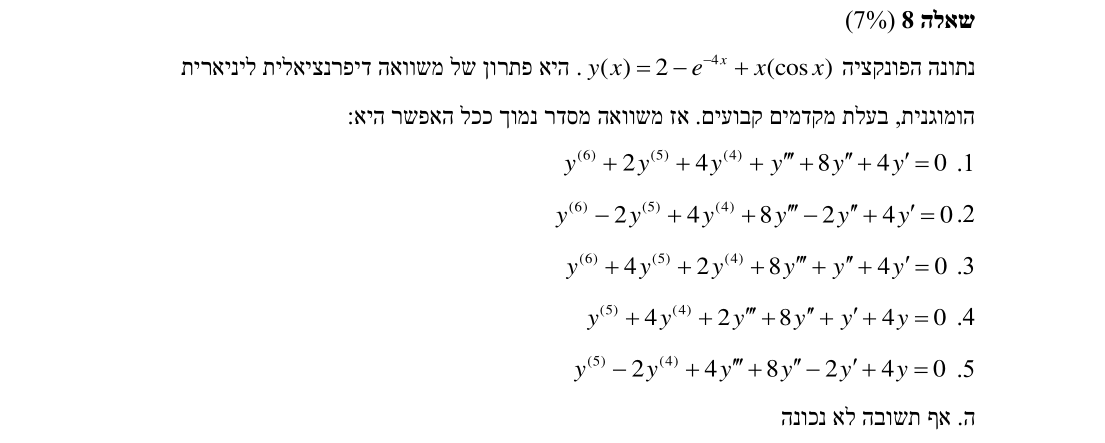 שאלה 8 (7%)
נתונה הפונקציה y(x) = 2 − e^{−4x} + x(cos x) . היא פתרון של משוואה דיפרנציאלית ליניארית
הומוגנית, בעלת מקדמים קבועים. אז משוואה מסדר נמוך ככל האפשר היא:
1. y⁽⁶⁾ + 2y⁽⁵⁾ + 4y⁽⁴⁾ + y‴ + 8y″ + 4y′ = 0
2. y⁽⁶⁾ − 2y⁽⁵⁾ + 4y⁽⁴⁾ + 8y‴ − 2y″ + 4y′ = 0
3. y⁽⁶⁾ + 4y⁽⁵⁾ + 2y⁽⁴⁾ + 8y‴ + y″ + 4y′ = 0
4. y⁽⁵⁾ + 4y⁽⁴⁾ + 2y‴ + 8y″ + y′ + 4y = 0
5. y⁽⁵⁾ − 2y⁽⁴⁾ + 4y‴ + 8y″ − 2y′ + 4y = 0
ה. אף תשובה לא נכונה